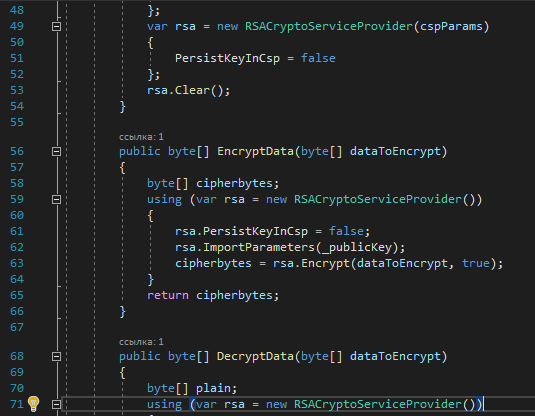 48 };
49 var rsa = new RSACryptoServiceProvider(cspParams)
50 {
51 PersistKeyInCsp = false
52 };
53 rsa.Clear();
54 }
55
ссылка: 1
56 public byte[] EncryptData(byte[] dataToEncrypt)
57 {
58 byte[] cipherbytes;
59 using (var rsa = new RSACryptoServiceProvider())
60 {
61 rsa.PersistKeyInCsp = false;
62 rsa.ImportParameters(_publicKey);
63 cipherbytes = rsa.Encrypt(dataToEncrypt, true);
64 }
65 return cipherbytes;
66 }
67
ссылка: 1
68 public byte[] DecryptData(byte[] dataToEncrypt)
69 {
70 byte[] plain;
71 using (var rsa = new RSACryptoServiceProvider())